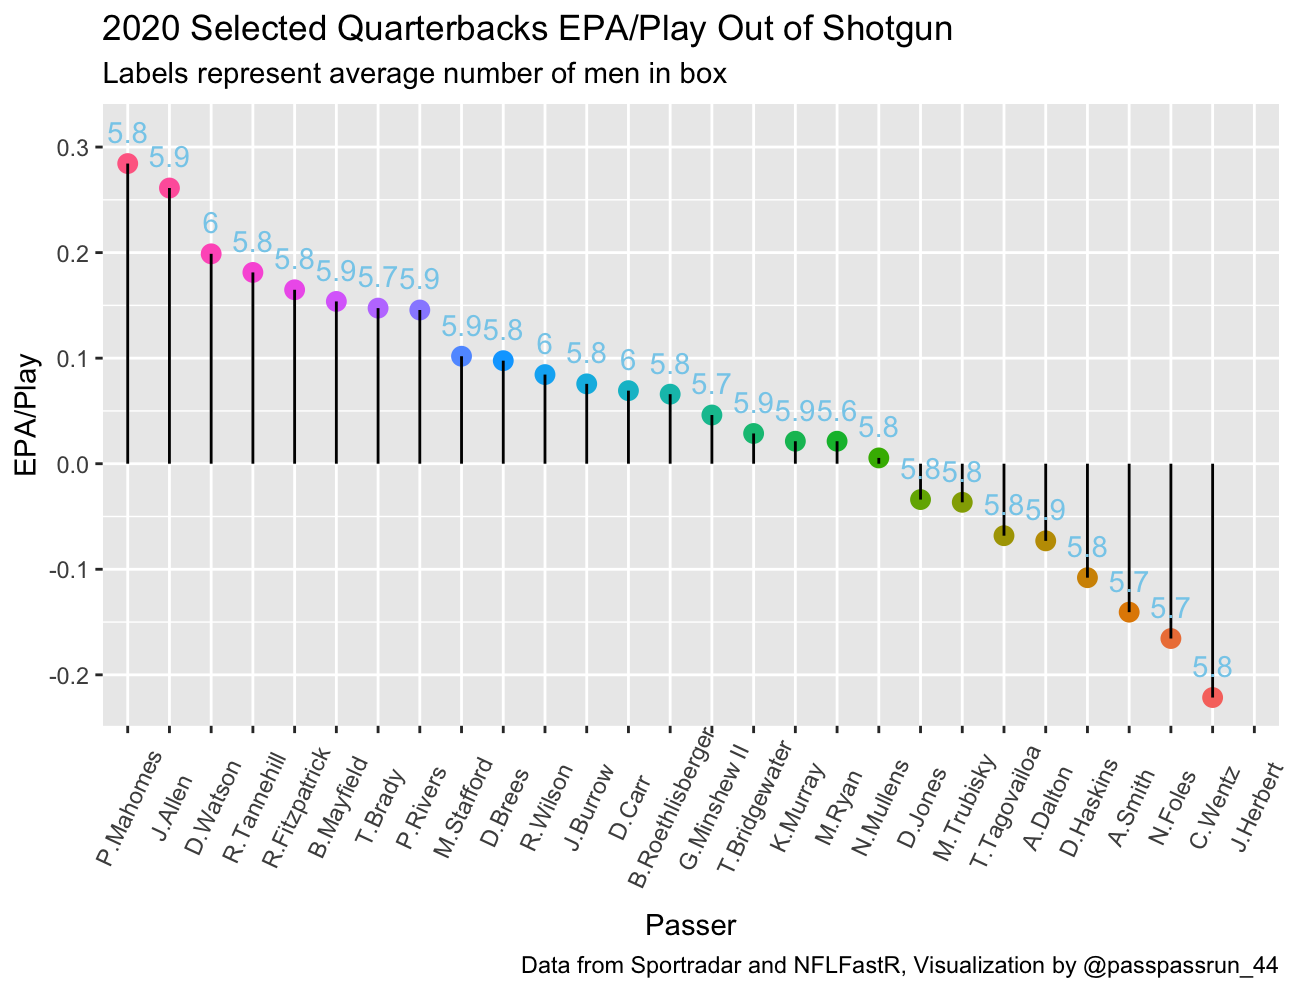 2020 Selected Quarterbacks EPA/Play Out of Shotgun
Labels represent average number of men in box
EPA/Play
0.3
0.2
0.1
0.0
-0.1
-0.2
5.8
5.9
6
5.8
5.8
5.9
5.7
5.9
5.9
5.8
6
5.8
6
5.8
5.7
5.9
5.9
5.6
5.8
5.8
5.8
5.8
5.9
5.8
5.7
5.7
5.8
P.Mahomes
J.Allen
D.Watson
R.Tannehill
R.Fitzpatrick
B.Mayfield
T.Brady
P.Rivers
M.Stafford
D.Brees
R.Wilson
J.Burrow
D.Carr
B.Roethlisberger
G.Minshew II
T.Bridgewater
K.Murray
M.Ryan
N.Mullens
D.Jones
M.Trubisky
T.Tagovailoa
A.Dalton
D.Haskins
A.Smith
N.Foles
C.Wentz
J.Herbert
Passer
Data from Sportradar and NFLFastR, Visualization by @passpassrun_44